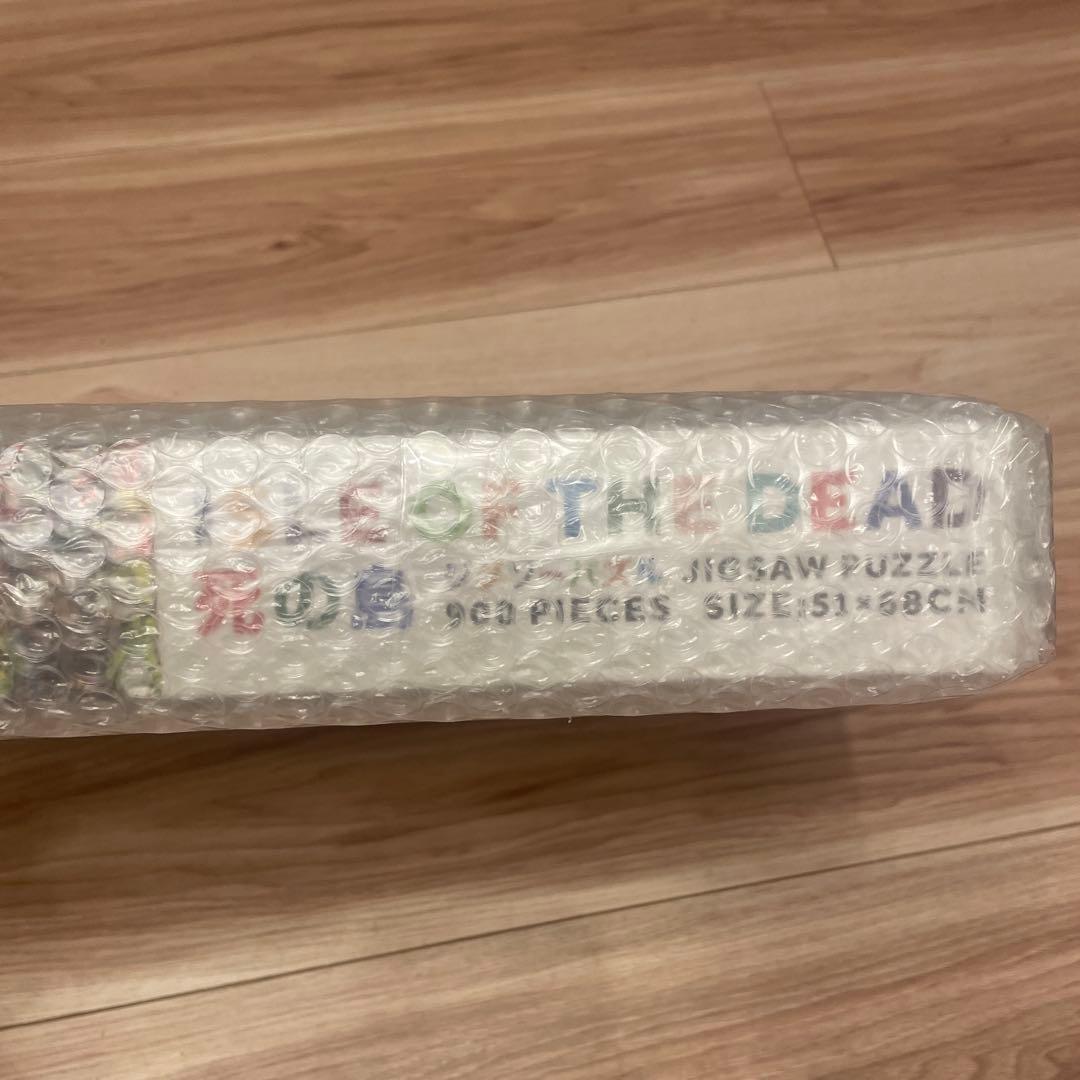 ISLE OF THE DEAD
死の島 ジグソーパズル JIGSAW PUZZLE
900 PIECES SIZE:51×68CM